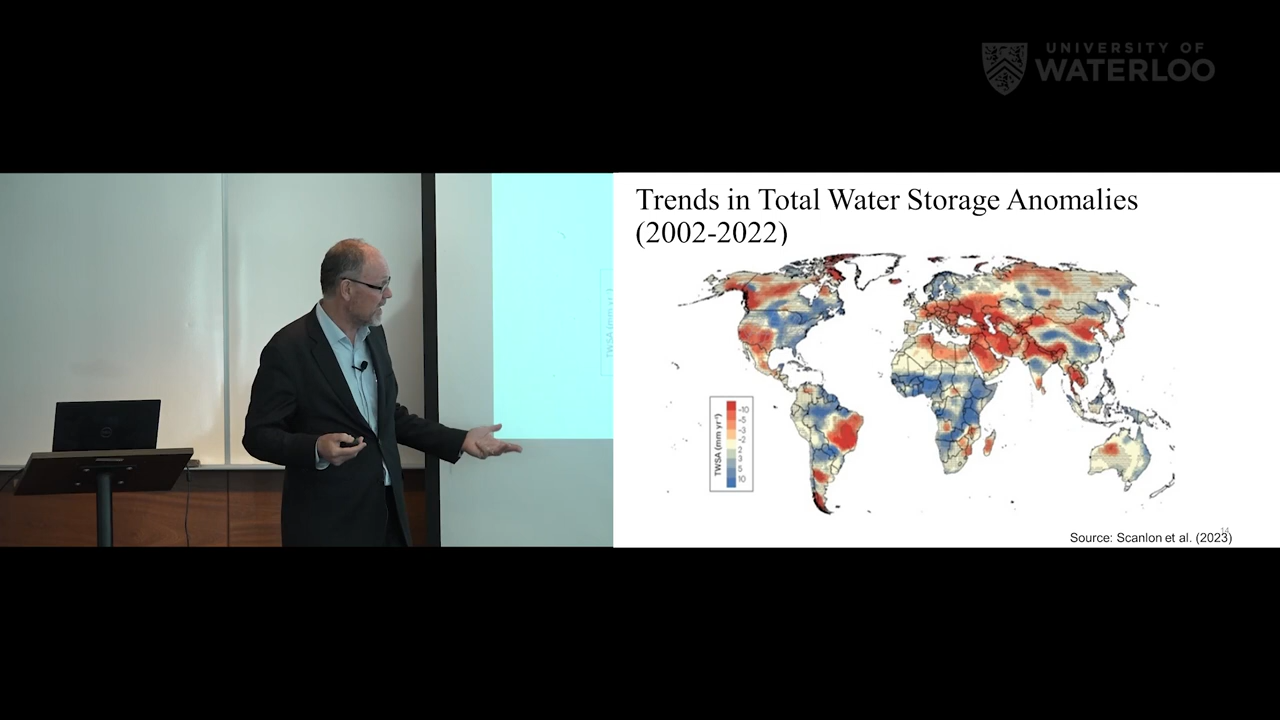 UNIVERSITY OF
WATERLOO
Trends in Total Water Storage Anomalies
(2002-2022)
TWSA (mm yr⁻¹)
-10
-5
-3
-2
2
3
5
10
14
Source: Scanlon et al. (2023)